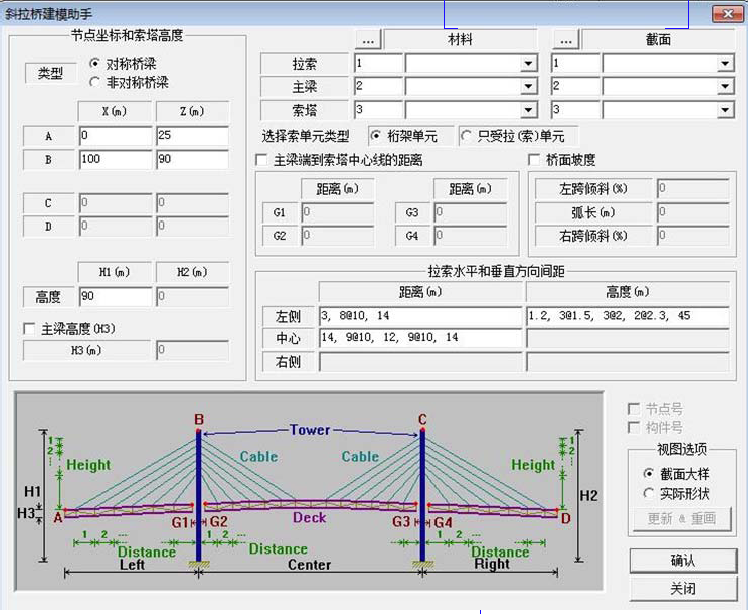 斜拉桥建模助手
节点坐标和索塔高度
类型
对称桥梁
非对称桥梁
X(m) Z(m)
A 0 25
B 100 90
C 0 0
D 0 0
H1(m) H2(m)
高度 90 0
主梁高度(H3)
H3(m) 0
... 材料 ... 截面
拉索 1 1
主梁 2 2
索塔 3 3
选择索单元类型 桁架单元 只受拉(索)单元
主梁端到索塔中心线的距离
距离(m) 距离(m)
G1 0 G3 0
G2 0 G4 0
桥面坡度
左跨倾斜(%) 0
弧长(m) 0
右跨倾斜(%) 0
拉索水平和垂直方向间距
距离(m) 高度(m)
左侧 3, 8@10, 14 1.2, 3@1.5, 3@2, 2@2.3, 45
中心 14, 9@10, 12, 9@10, 14
右侧
B C
Tower
Cable Cable
1
2
...
Height
Height
1
2
...
H1
H2
H3
A
G1 G2
Deck
G3 G4
D
1 2 ...
Distance
1 2 ...
Distance
1 2 ...
Distance
Left Center Right
节点号
构件号
视图选项
截面大样
实际形状
更新 & 重画
确认
关闭